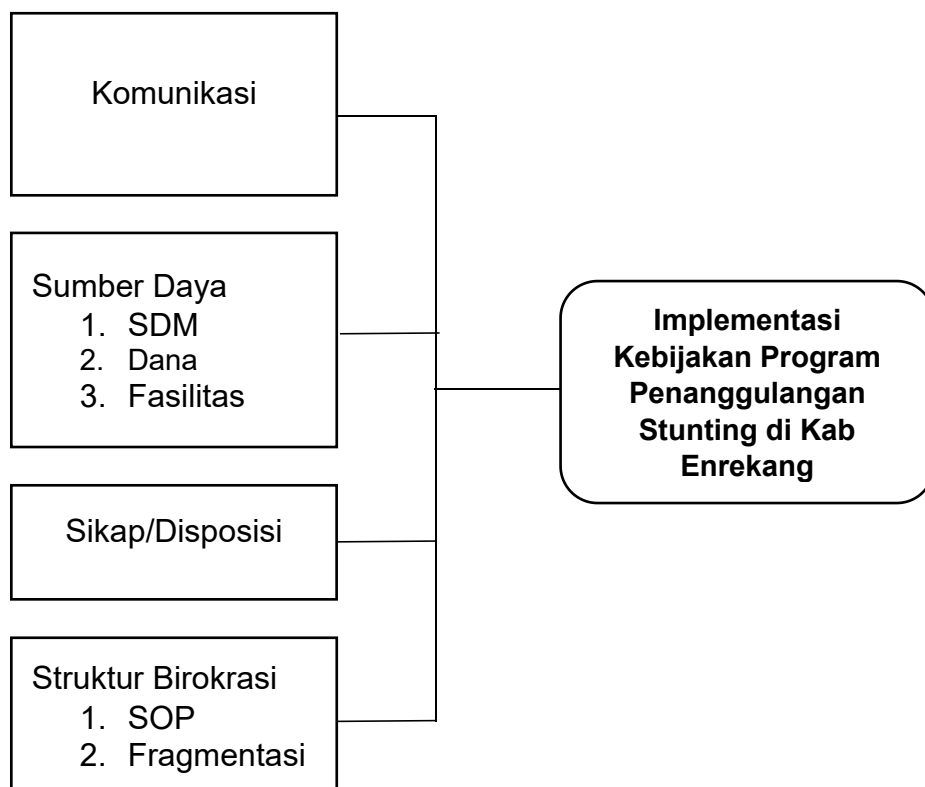 Komunikasi
Sumber Daya
1. SDM
2. Dana
3. Fasilitas
Sikap/Disposisi
Struktur Birokrasi
1. SOP
2. Fragmentasi
Implementasi
Kebijakan Program
Penanggulangan
Stunting di Kab
Enrekang